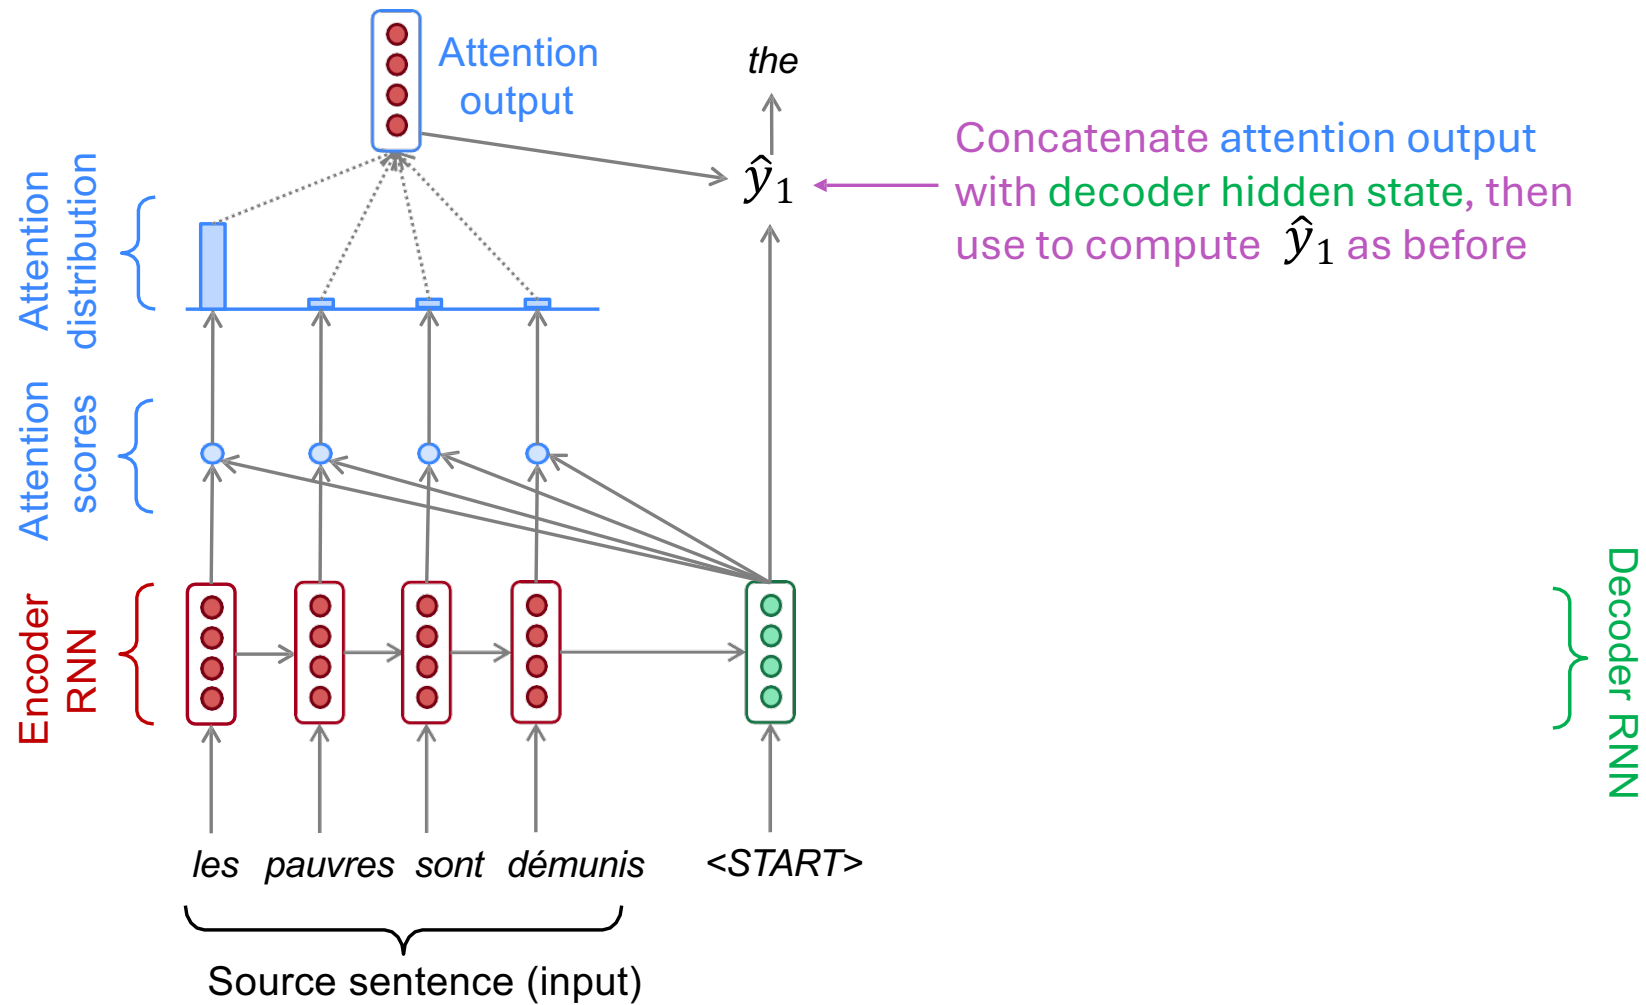 Attention
output
the
ŷ₁
Concatenate attention output
with decoder hidden state, then
use to compute ŷ₁ as before
Attention
distribution
Attention
scores
Encoder
RNN
Decoder RNN
les pauvres sont démunis <START>
Source sentence (input)